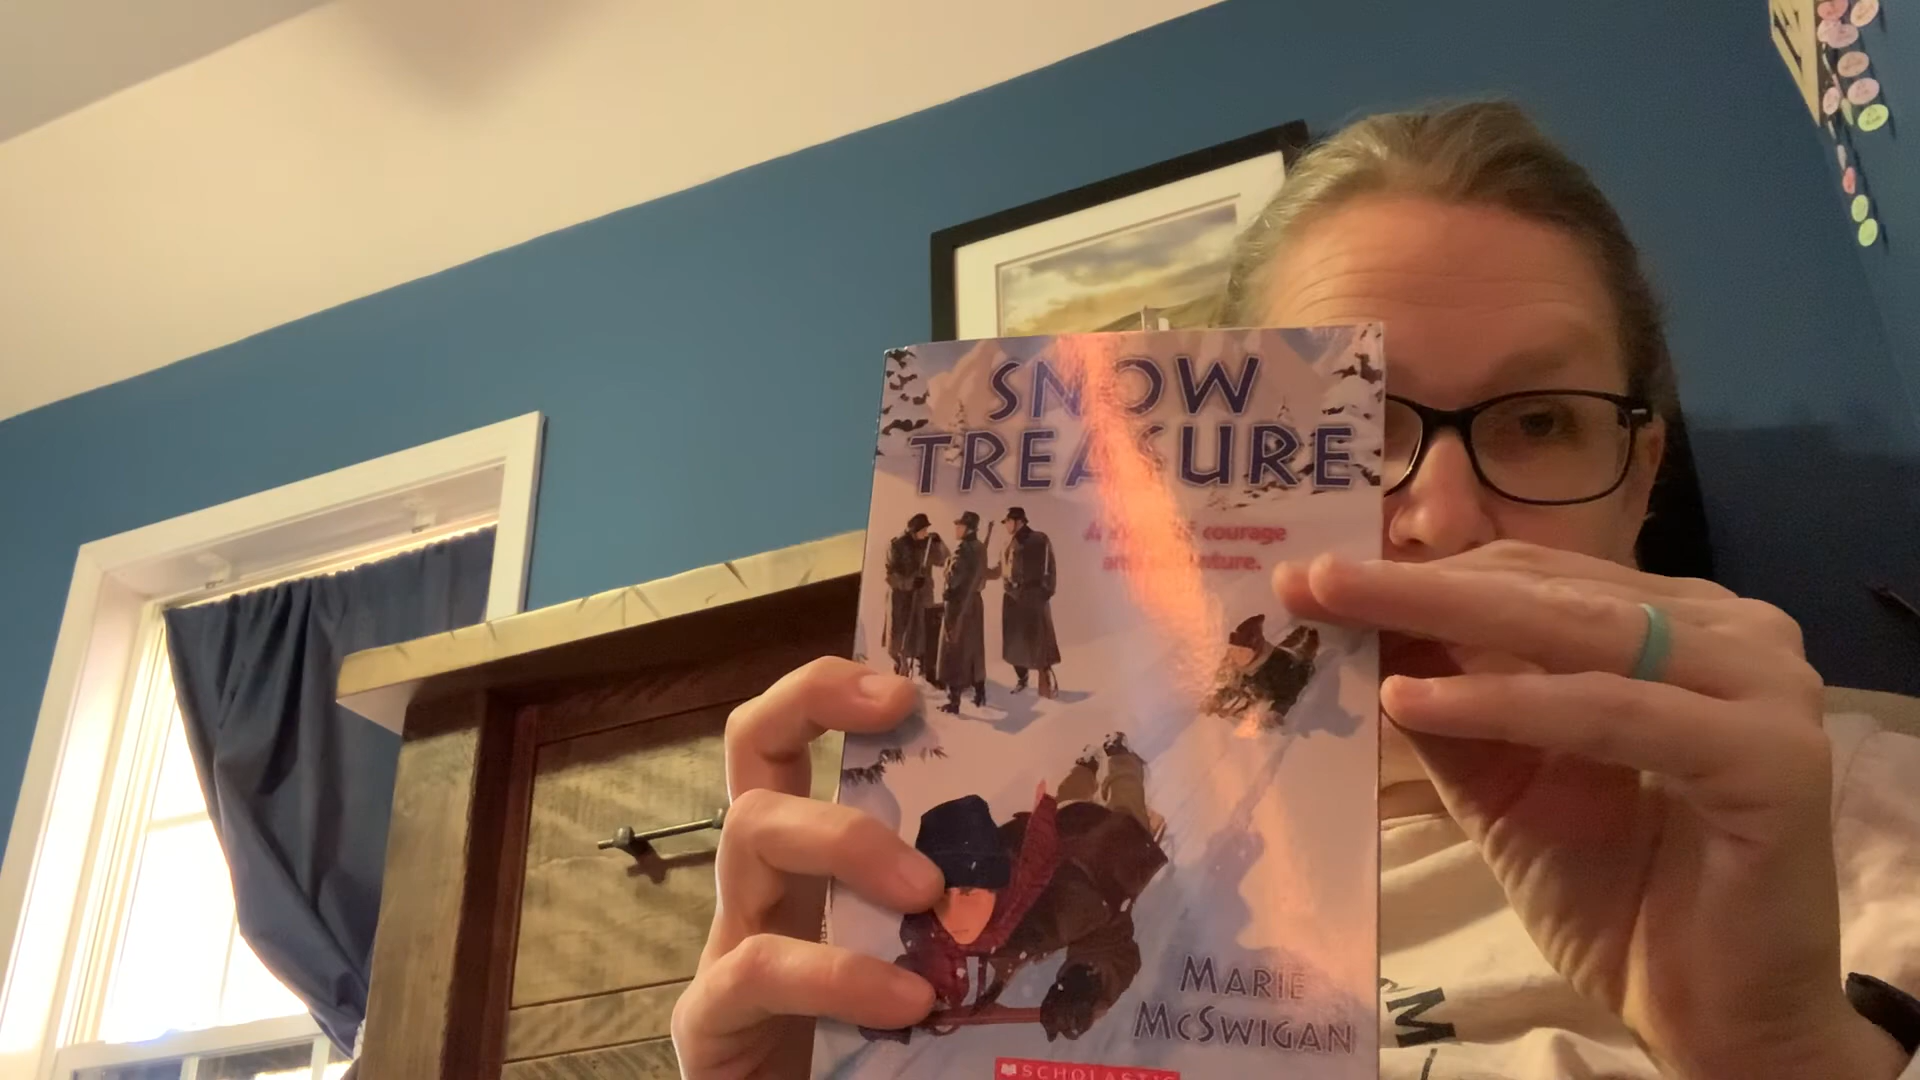 SNOW
TREASURE
courage
MARIE
MCSWIGAN
SCHOLASTIC